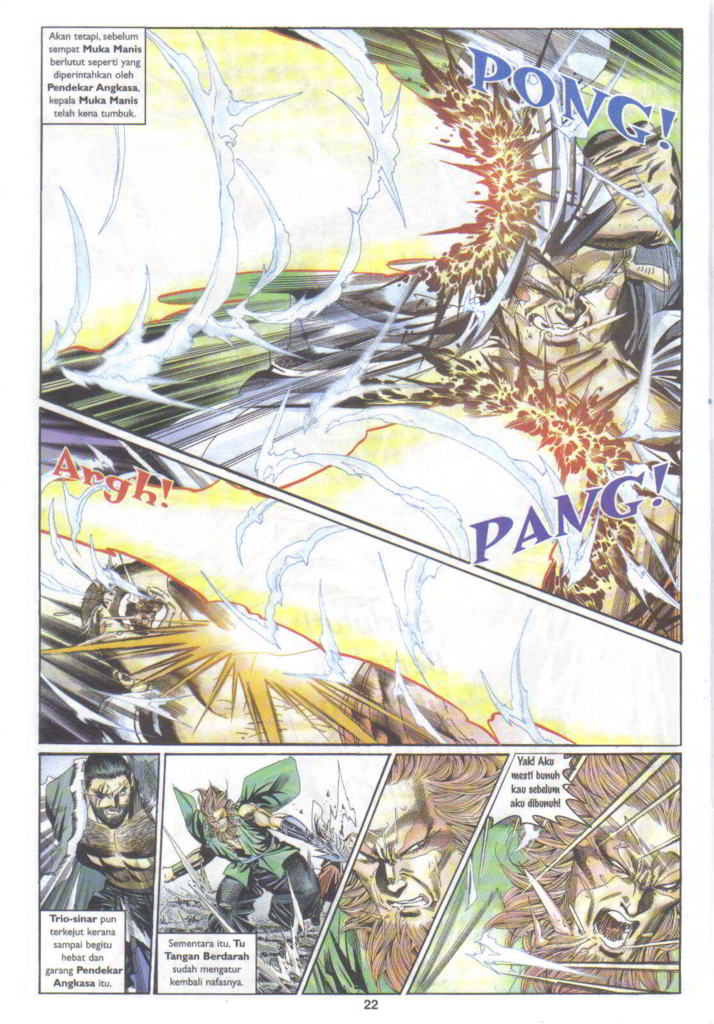 Akan tetapi, sebelum
sempat Muka Manis
berlutut seperti yang
diperintahkan oleh
Pendekar Angkasa,
kepala Muka Manis
telah kena tumbuk.
PONG!
PANG!
Argh!
Trio-sinar pun
terkejut kerana
sampai begitu
hebat dan
garang Pendekar
Angkasa itu.
Sementara itu, Tu
Tangan Berdarah
sudah mengatur
kembali nafasnya.
Yak! Aku
mesti bunuh
kau sebelum
aku dibunuh!
22